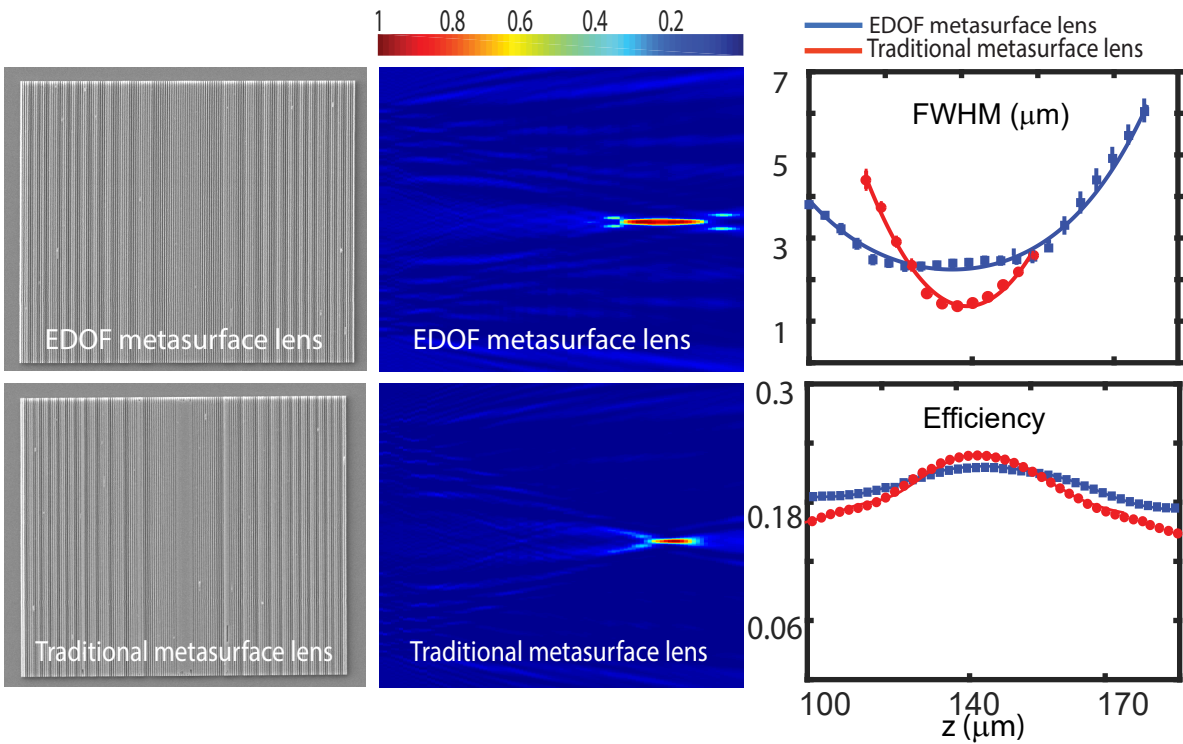 1 0.8 0.6 0.4 0.2
EDOF metasurface lens
Traditional metasurface lens
EDOF metasurface lens
EDOF metasurface lens
7
5
3
1
FWHM (μm)
Traditional metasurface lens
Traditional metasurface lens
0.3
0.18
0.06
Efficiency
100 140 170
z (μm)